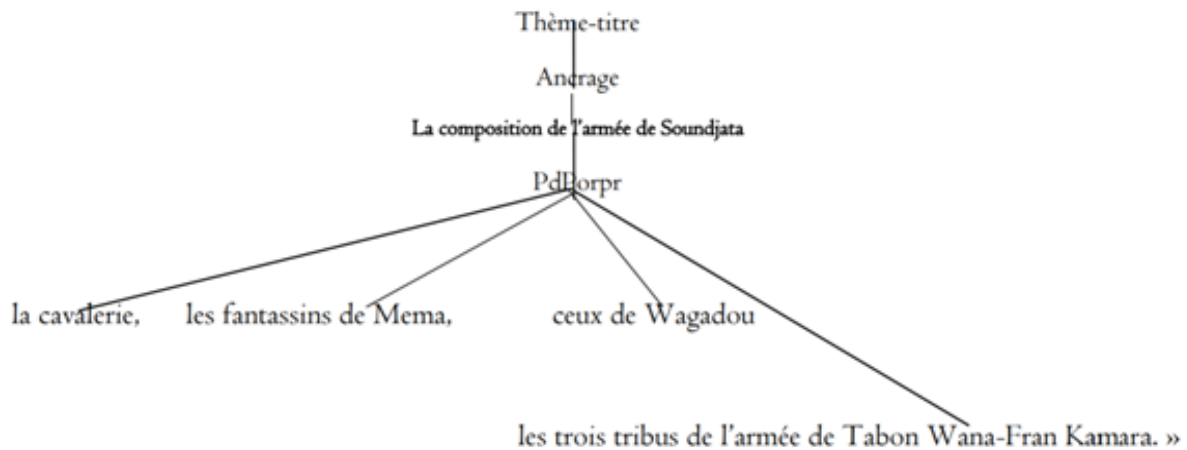 Thème-titre
Ancrage
La composition de l'armée de Soundjata
PdPorpr
la cavalerie, les fantassins de Mema, ceux de Wagadou
les trois tribus de l'armée de Tabon Wana-Fran Kamara. »